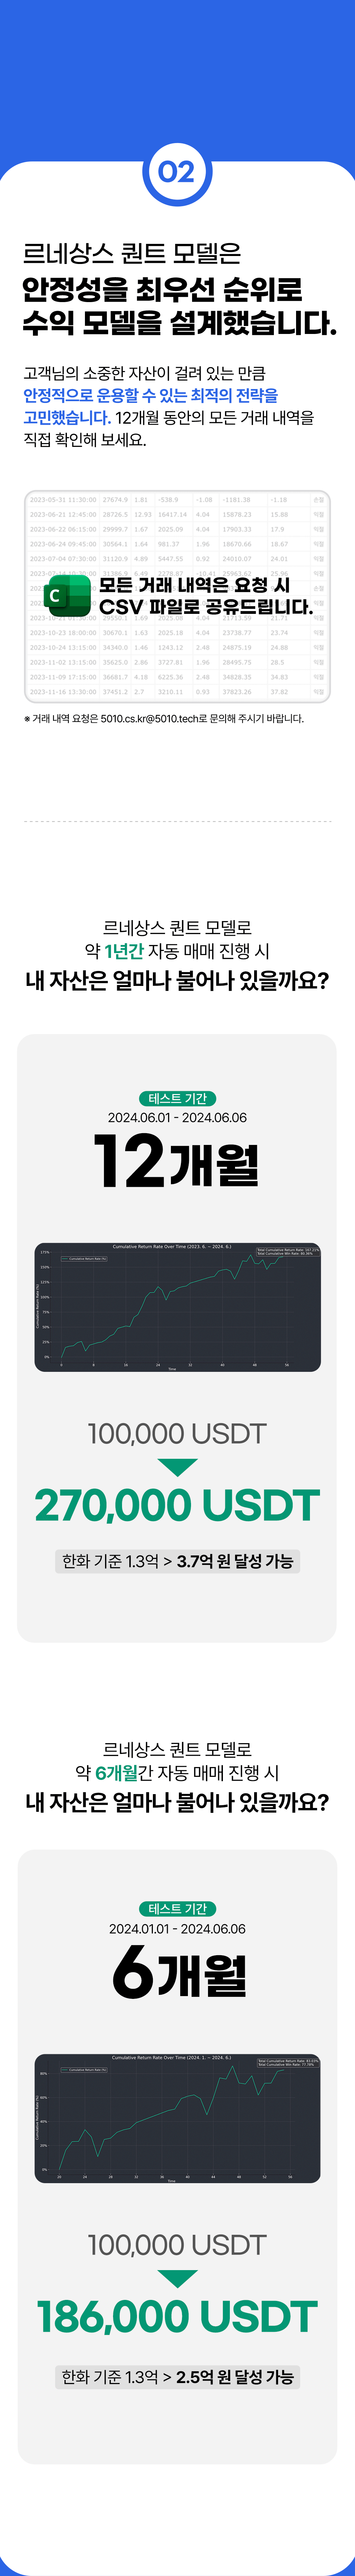 02
르네상스 퀀트 모델은
안정성을 최우선 순위로
수익 모델을 설계했습니다.
고객님의 소중한 자산이 걸려 있는 만큼
안정적으로 운용할 수 있는 최적의 전략을
고민했습니다. 12개월 동안의 모든 거래 내역을
직접 확인해 보세요.
2023-05-31 11:30:00 27674.9 1.81 -538.9 -1.08 -1181.38 -1.18 손절
2023-06-21 12:45:00 28726.5 12.93 16417.14 4.04 15878.23 15.88 익절
2023-06-22 06:15:00 29999.7 1.67 2025.09 4.04 17903.33 17.9 익절
2023-06-24 09:45:00 30564.1 1.64 981.37 1.96 18670.66 18.67 익절
2023-07-04 07:30:00 31120.9 4.89 5447.55 0.92 24010.07 24.01 익절
모든 거래 내역은 요청 시
C
CSV 파일로 공유드립니다.
29550.1 1.69 2025.08 4.04 21713.59 21.71 익절
2023-10-23 18:00:00 30670.1 1.63 2025.18 4.04 23738.77 23.74 익절
2023-10-24 13:15:00 34340.0 1.46 1243.12 2.48 24875.19 24.88 익절
2023-11-02 13:15:00 35625.0 2.86 3727.81 1.96 28495.75 28.5 익절
2023-11-09 17:15:00 36681.7 4.18 6225.36 2.48 34828.35 34.83 익절
2023-11-16 13:30:00 37451.2 2.7 3210.11 0.93 37823.26 37.82 익절
※ 거래 내역 요청은 5010.cs.kr@5010.tech로 문의해 주시기 바랍니다.
르네상스 퀀트 모델로
약 1년간 자동 매매 진행 시
내 자산은 얼마나 불어나 있을까요?
테스트 기간
2024.06.01 - 2024.06.06
12개월
Cumulative Return Rate Over Time (2023. 6. ~ 2024. 6.)
Cumulative Return Rate (%)
Time
100,000 USDT
270,000 USDT
한화 기준 1.3억 > 3.7억 원 달성 가능
르네상스 퀀트 모델로
약 6개월간 자동 매매 진행 시
내 자산은 얼마나 불어나 있을까요?
테스트 기간
2024.01.01 - 2024.06.06
6개월
Cumulative Return Rate Over Time (2024. 1. ~ 2024. 6.)
Cumulative Return Rate (%)
Time
100,000 USDT
186,000 USDT
한화 기준 1.3억 > 2.5억 원 달성 가능